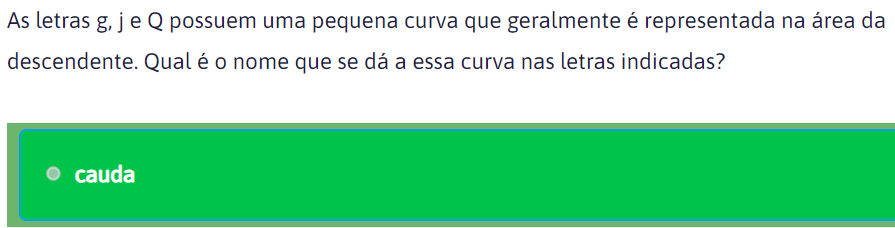 As letras g, j e Q possuem uma pequena curva que geralmente é representada na área da
descendente. Qual é o nome que se dá a essa curva nas letras indicadas?
cauda